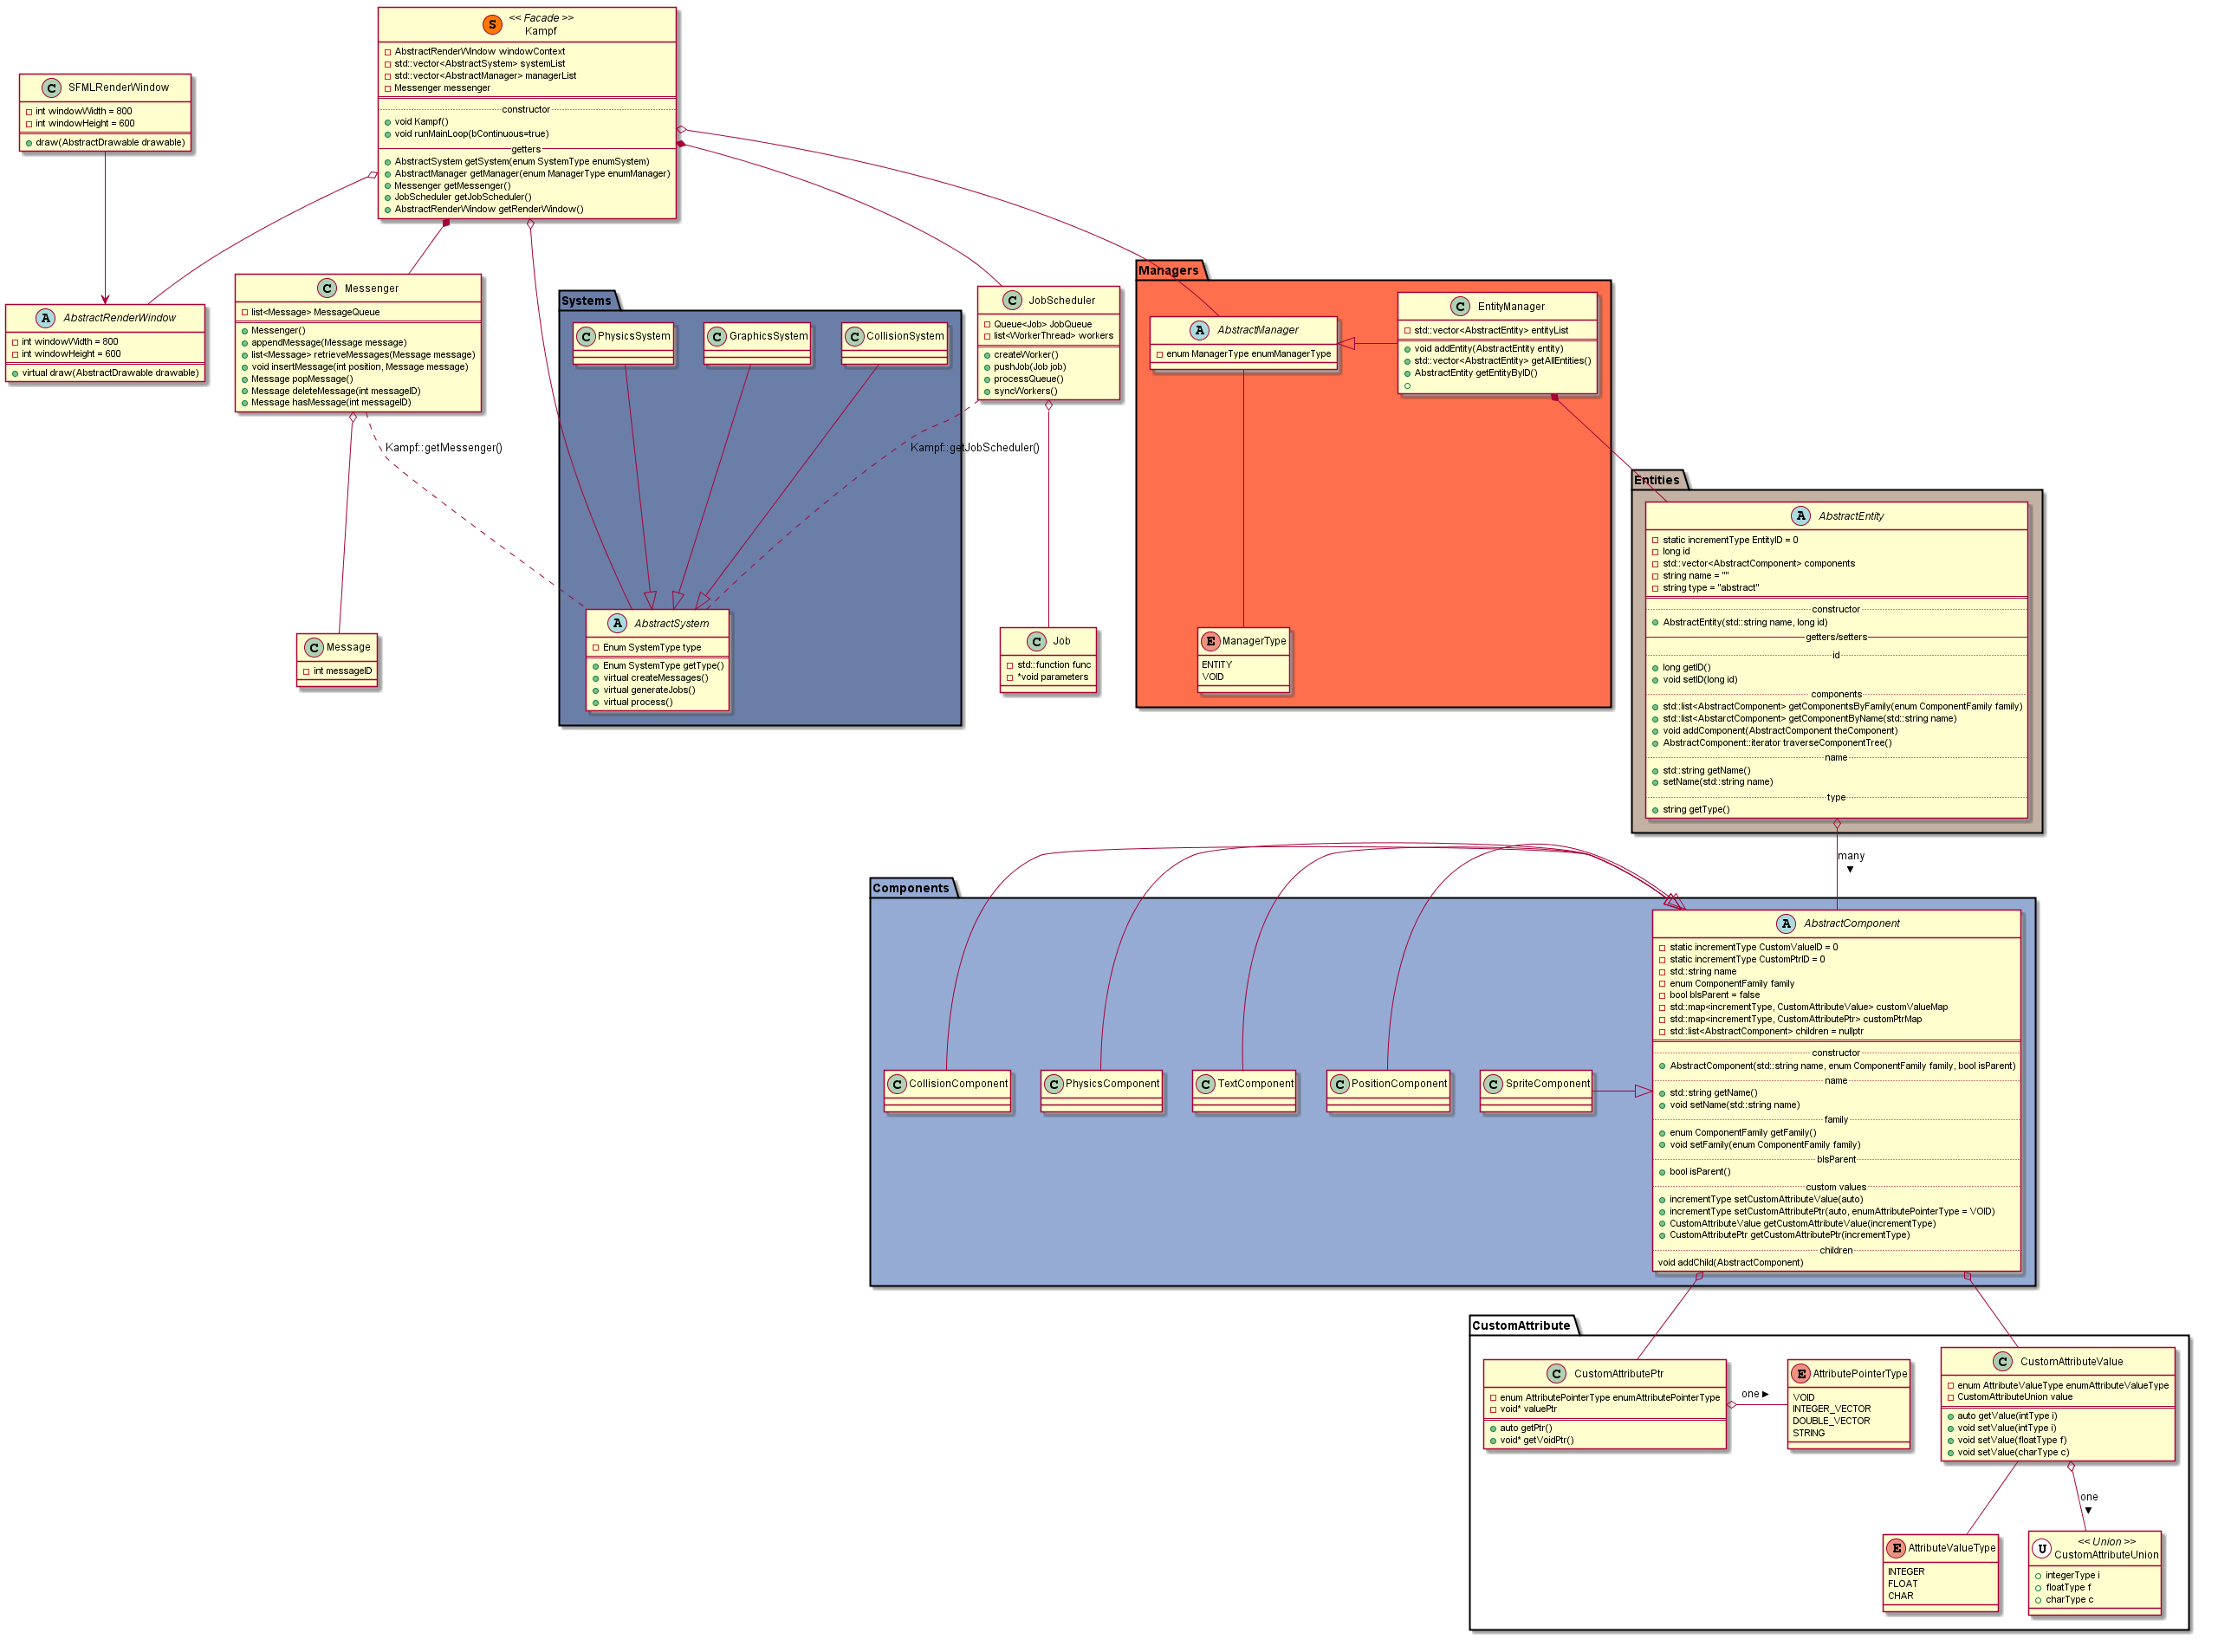 << Facade >>
Kampf
AbstractRenderWindow windowContext
std::vector<AbstractSystem> systemList
std::vector<AbstractManager> managerList
Messenger messenger
constructor
void Kampf()
void runMainLoop(bContinuous=true)
getters
AbstractSystem getSystem(enum SystemType enumSystem)
AbstractManager getManager(enum ManagerType enumManager)
Messenger getMessenger()
JobScheduler getJobScheduler()
AbstractRenderWindow getRenderWindow()
SFMLRenderWindow
int windowWidth = 800
int windowHeight = 600
draw(AbstractDrawable drawable)
AbstractRenderWindow
int windowWidth = 800
int windowHeight = 600
virtual draw(AbstractDrawable drawable)
Messenger
list<Message> MessageQueue
Messenger()
appendMessage(Message message)
list<Message> retrieveMessages(Message message)
void insertMessage(int position, Message message)
Message popMessage()
Message deleteMessage(int messageID)
Message hasMessage(int messageID)
Kampf::getMessenger()
Message
int messageID
Systems
PhysicsSystem
GraphicsSystem
CollisionSystem
Kampf::getJobScheduler()
AbstractSystem
Enum SystemType type
Enum SystemType getType()
virtual createMessages()
virtual generateJobs()
virtual process()
JobScheduler
Queue<Job> JobQueue
list<WorkerThread> workers
createWorker()
pushJob(Job job)
processQueue()
syncWorkers()
Job
std::function func
*void parameters
Managers
AbstractManager
enum ManagerType enumManagerType
EntityManager
std::vector<AbstractEntity> entityList
void addEntity(AbstractEntity entity)
std::vector<AbstractEntity> getAllEntities()
AbstractEntity getEntityByID()
ManagerType
ENTITY
VOID
Entities
AbstractEntity
static incrementType EntityID = 0
long id
std::vector<AbstractComponent> components
string name = ""
string type = "abstract"
constructor
AbstractEntity(std::string name, long id)
getters/setters
id
long getID()
void setID(long id)
components
std::list<AbstractComponent> getComponentsByFamily(enum ComponentFamily family)
std::list<AbstarctComponent> getComponentByName(std::string name)
void addComponent(AbstractComponent theComponent)
AbstractComponent::iterator traverseComponentTree()
name
std::string getName()
setName(std::string name)
type
string getType()
many
Components
CollisionComponent
PhysicsComponent
TextComponent
PositionComponent
SpriteComponent
AbstractComponent
static incrementType CustomValueID = 0
static incrementType CustomPtrID = 0
std::string name
enum ComponentFamily family
bool bIsParent = false
std::map<incrementType, CustomAttributeValue> customValueMap
std::map<incrementType, CustomAttributePtr> customPtrMap
std::list<AbstractComponent> children = nullptr
constructor
AbstractComponent(std::string name, enum ComponentFamily family, bool isParent)
name
std::string getName()
void setName(std::string name)
family
enum ComponentFamily getFamily()
void setFamily(enum ComponentFamily family)
bIsParent
bool isParent()
custom values
incrementType setCustomAttributeValue(auto)
incrementType setCustomAttributePtr(auto, enumAttributePointerType = VOID)
CustomAttributeValue getCustomAttributeValue(incrementType)
CustomAttributePtr getCustomAttributePtr(incrementType)
children
void addChild(AbstractComponent)
CustomAttribute
CustomAttributePtr
enum AttributePointerType enumAttributePointerType
void* valuePtr
auto getPtr()
void* getVoidPtr()
one
AttributePointerType
VOID
INTEGER_VECTOR
DOUBLE_VECTOR
STRING
CustomAttributeValue
enum AttributeValueType enumAttributeValueType
CustomAttributeUnion value
auto getValue(intType i)
void setValue(intType i)
void setValue(floatType f)
void setValue(charType c)
one
AttributeValueType
INTEGER
FLOAT
CHAR
<< Union >>
CustomAttributeUnion
integerType i
floatType f
charType c